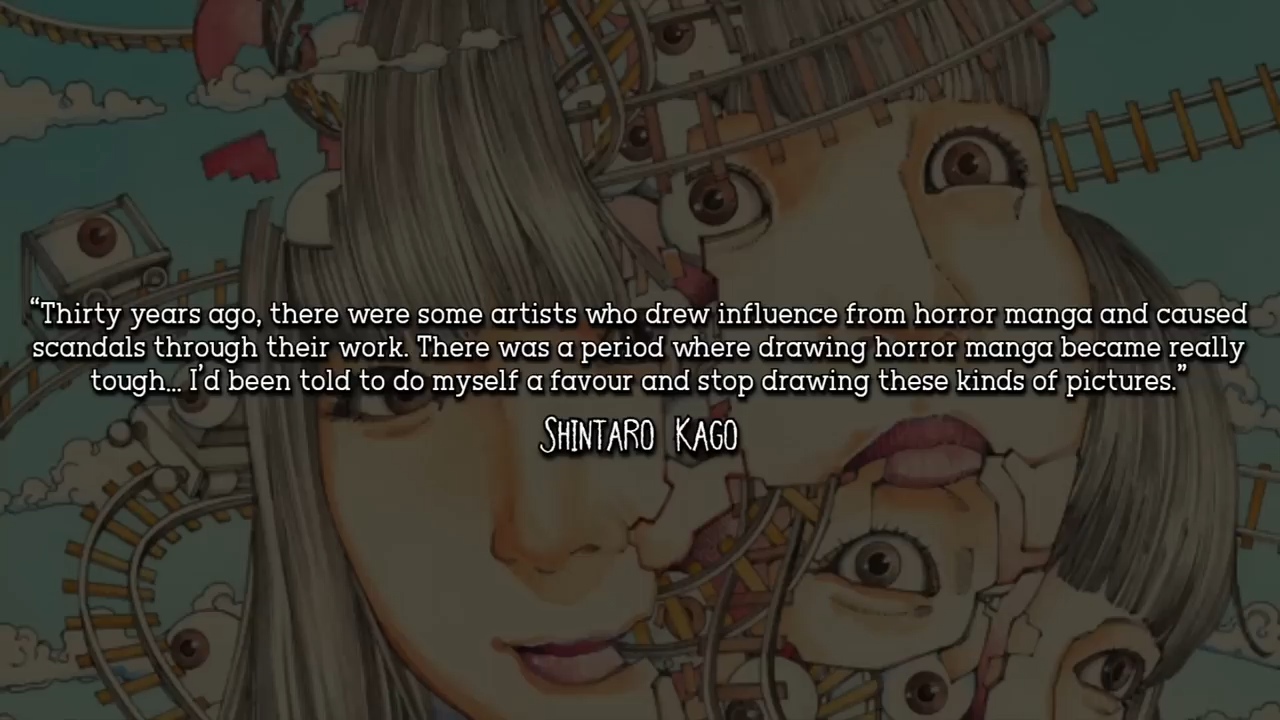 “Thirty years ago, there were some artists who drew influence from horror manga and caused
scandals through their work. There was a period where drawing horror manga became really
tough... I’d been told to do myself a favour and stop drawing these kinds of pictures.”
SHINTARO KAGO